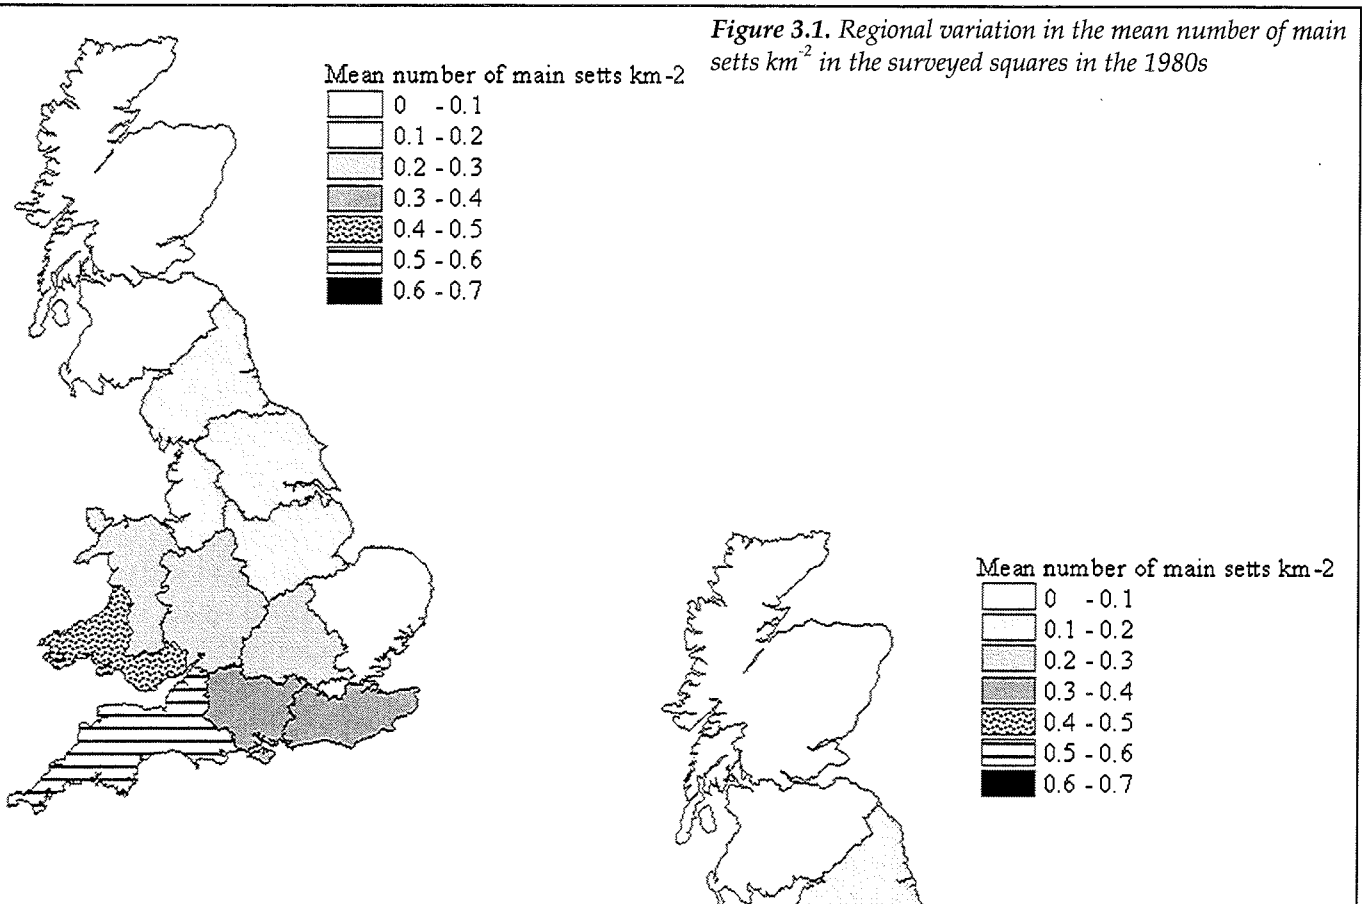 Figure 3.1. Regional variation in the mean number of main
setts km-2 in the surveyed squares in the 1980s
Mean number of main setts km-2
0 - 0.1
0.1 - 0.2
0.2 - 0.3
0.3 - 0.4
0.4 - 0.5
0.5 - 0.6
0.6 - 0.7
Mean number of main setts km-2
0 - 0.1
0.1 - 0.2
0.2 - 0.3
0.3 - 0.4
0.4 - 0.5
0.5 - 0.6
0.6 - 0.7